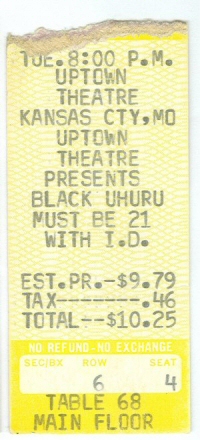 TUE. 8:00 P.M.
UPTOWN
THEATRE
KANSAS CTY, MO
UPTOWN
THEATRE
PRESENTS
BLACK UHURU
MUST BE 21
WITH I.D.
EST.PR.-$9.79
TAX-------.46
TOTAL--$10.25
NO REFUND - NO EXCHANGE
SEC/BX ROW SEAT
6 4
TABLE 68
MAIN FLOOR